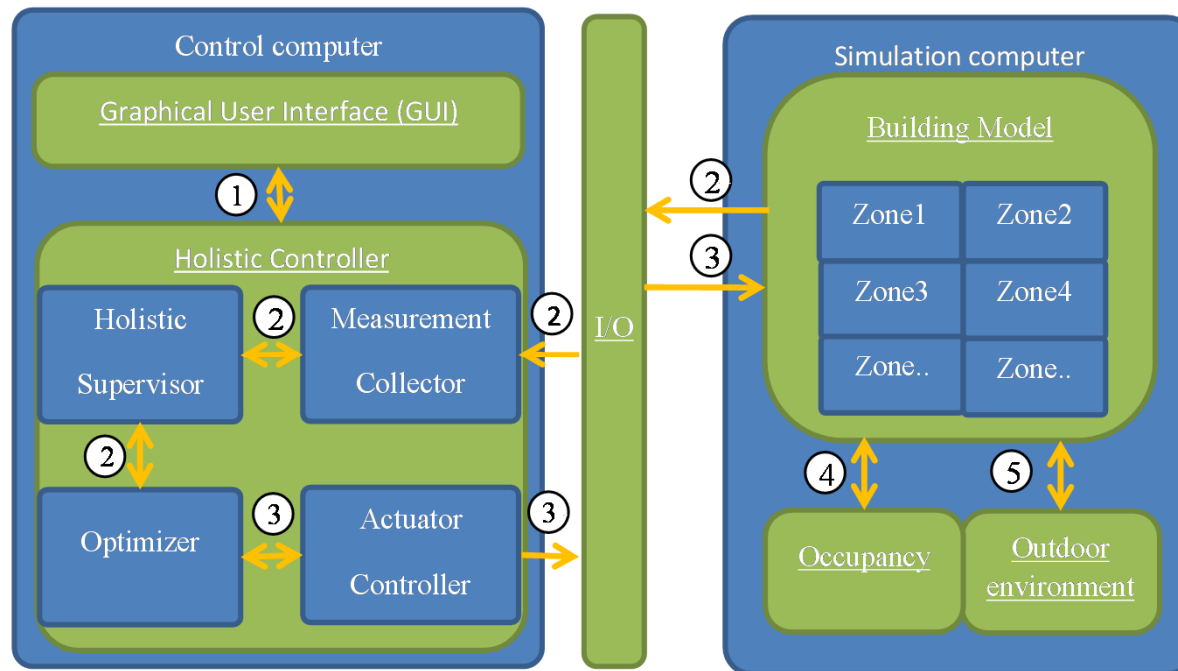 Control computer
Graphical User Interface (GUI)
1
Holistic Controller
Holistic
Supervisor
2
Measurement
Collector
2
2
Optimizer
3
Actuator
Controller
3
I/O
Simulation computer
Building Model
2
3
Zone1
Zone2
Zone3
Zone4
Zone..
Zone..
4
5
Occupancy
Outdoor
environment